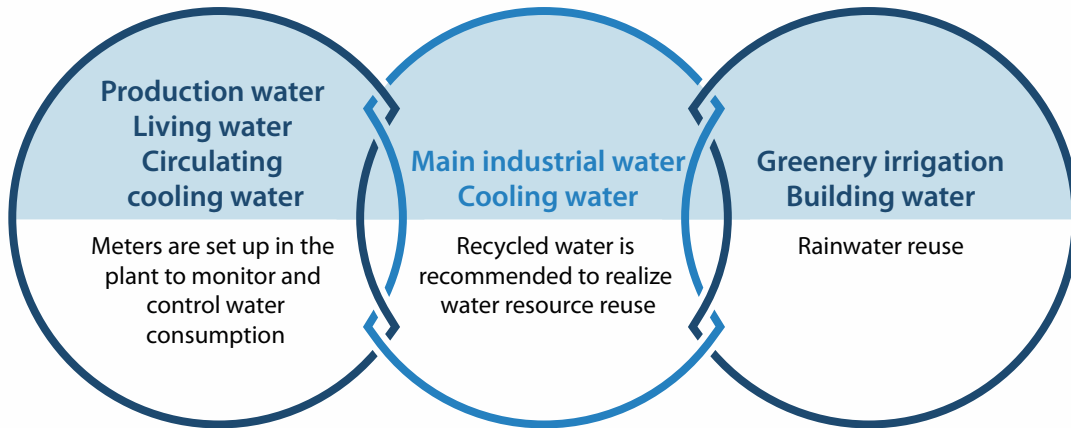 Production water
Living water
Circulating
cooling water
Meters are set up in the
plant to monitor and
control water
consumption
Main industrial water
Cooling water
Recycled water is
recommended to realize
water resource reuse
Greenery irrigation
Building water
Rainwater reuse